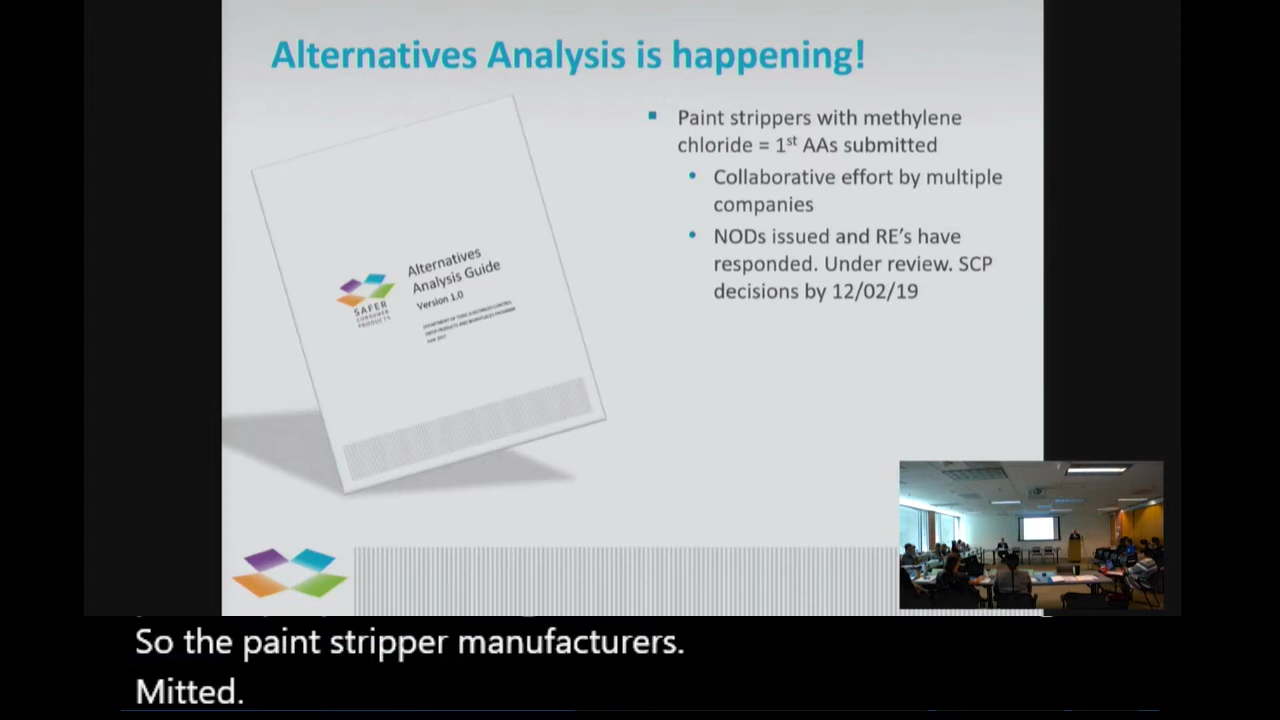 Alternatives Analysis is happening!
Paint strippers with methylene
chloride = 1st AAs submitted
Collaborative effort by multiple
companies
NODs issued and RE's have
responded. Under review. SCP
decisions by 12/02/19
Alternatives
Analysis Guide
Version 1.0
SAFER
CONSUMER
PRODUCTS
So the paint stripper manufacturers.
Mitted.